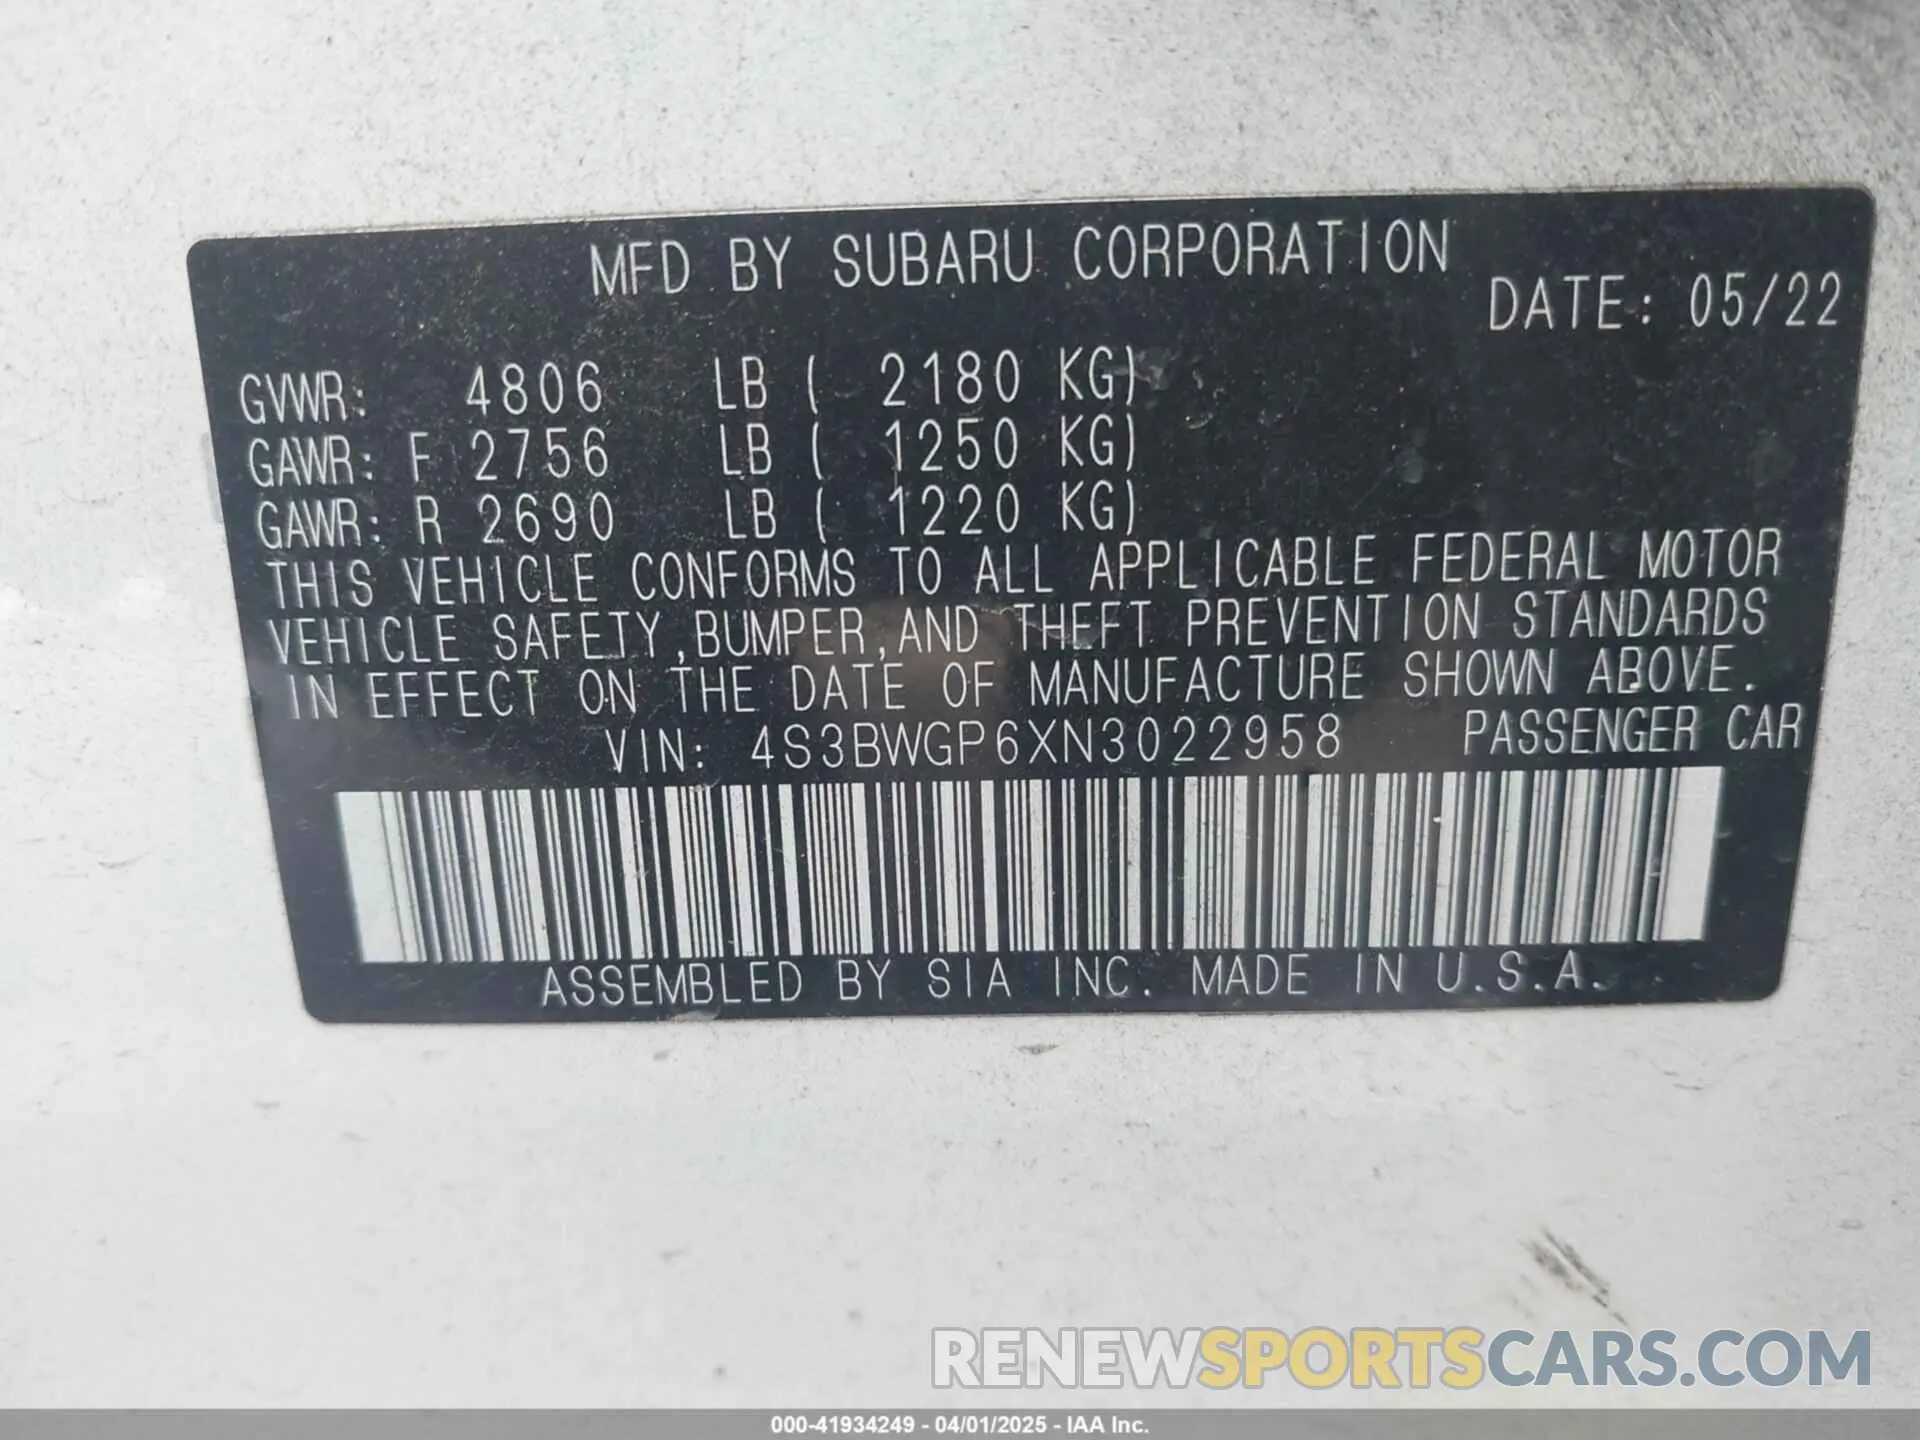 MFD BY SUBARU CORPORATION
DATE: 05/22
GVWR: 4806 LB ( 2180 KG)
GAWR: F 2756 LB ( 1250 KG)
GAWR: R 2690 LB ( 1220 KG)
THIS VEHICLE CONFORMS TO ALL APPLICABLE FEDERAL MOTOR
VEHICLE SAFETY,BUMPER,AND THEFT PREVENTION STANDARDS
IN EFFECT ON THE DATE OF MANUFACTURE SHOWN ABOVE.
VIN: 4S3BWGP6XN3022958 PASSENGER CAR
ASSEMBLED BY SIA INC. MADE IN U.S.A.
RENEWSPORTSCARS.COM
000-41934249 - 04/01/2025 - IAA Inc.